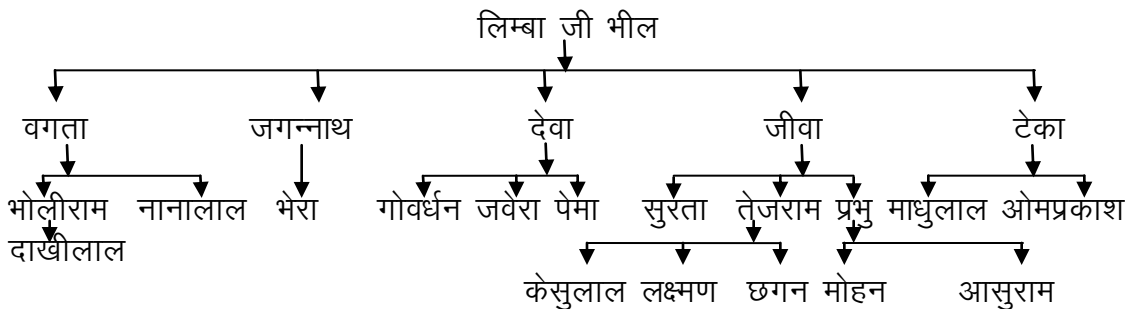 लिम्बा जी भील
वगता जगन्नाथ देवा जीवा टेका
भोलीराम नानालाल भेरा गोवर्धन जवेरा पेमा सुरता तेजराम प्रभु माधुलाल ओमप्रकाश
दाखीलाल
केसुलाल लक्ष्मण छगन मोहन आसुराम